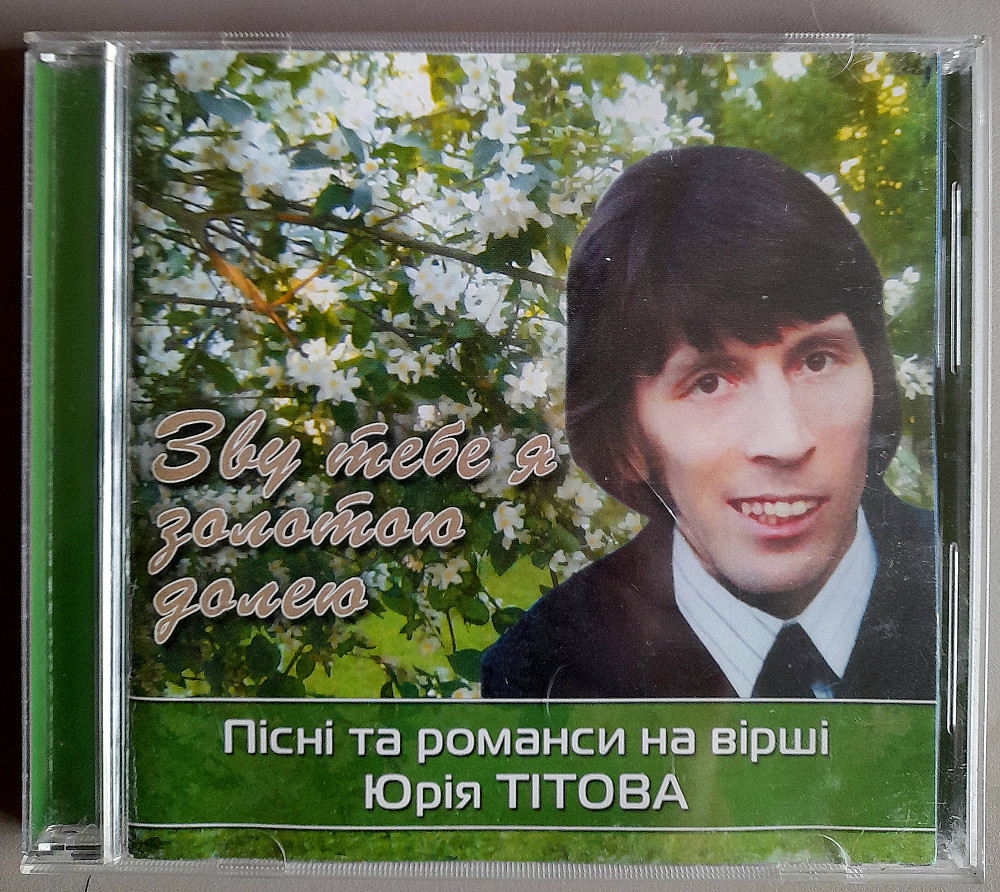 Зву тебе я
золотою
долею
Пісні та романси на вірші
Юрія ТІТОВА